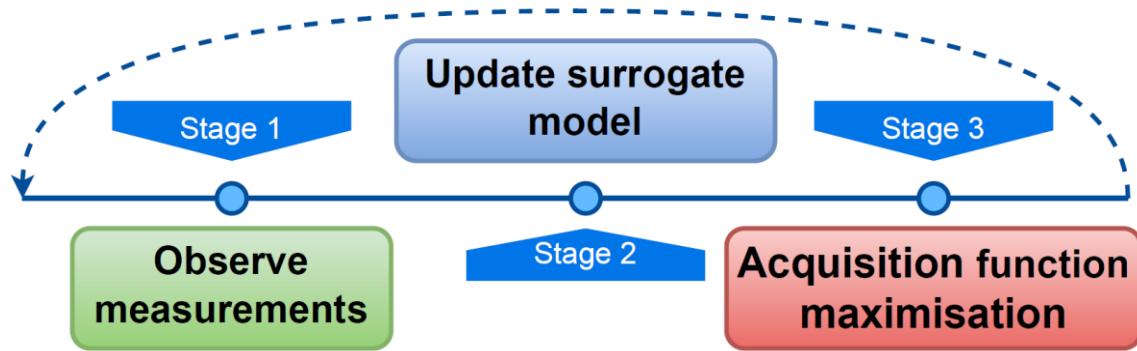 Update surrogate
model
Stage 1
Stage 3
Observe
measurements
Stage 2
Acquisition function
maximisation